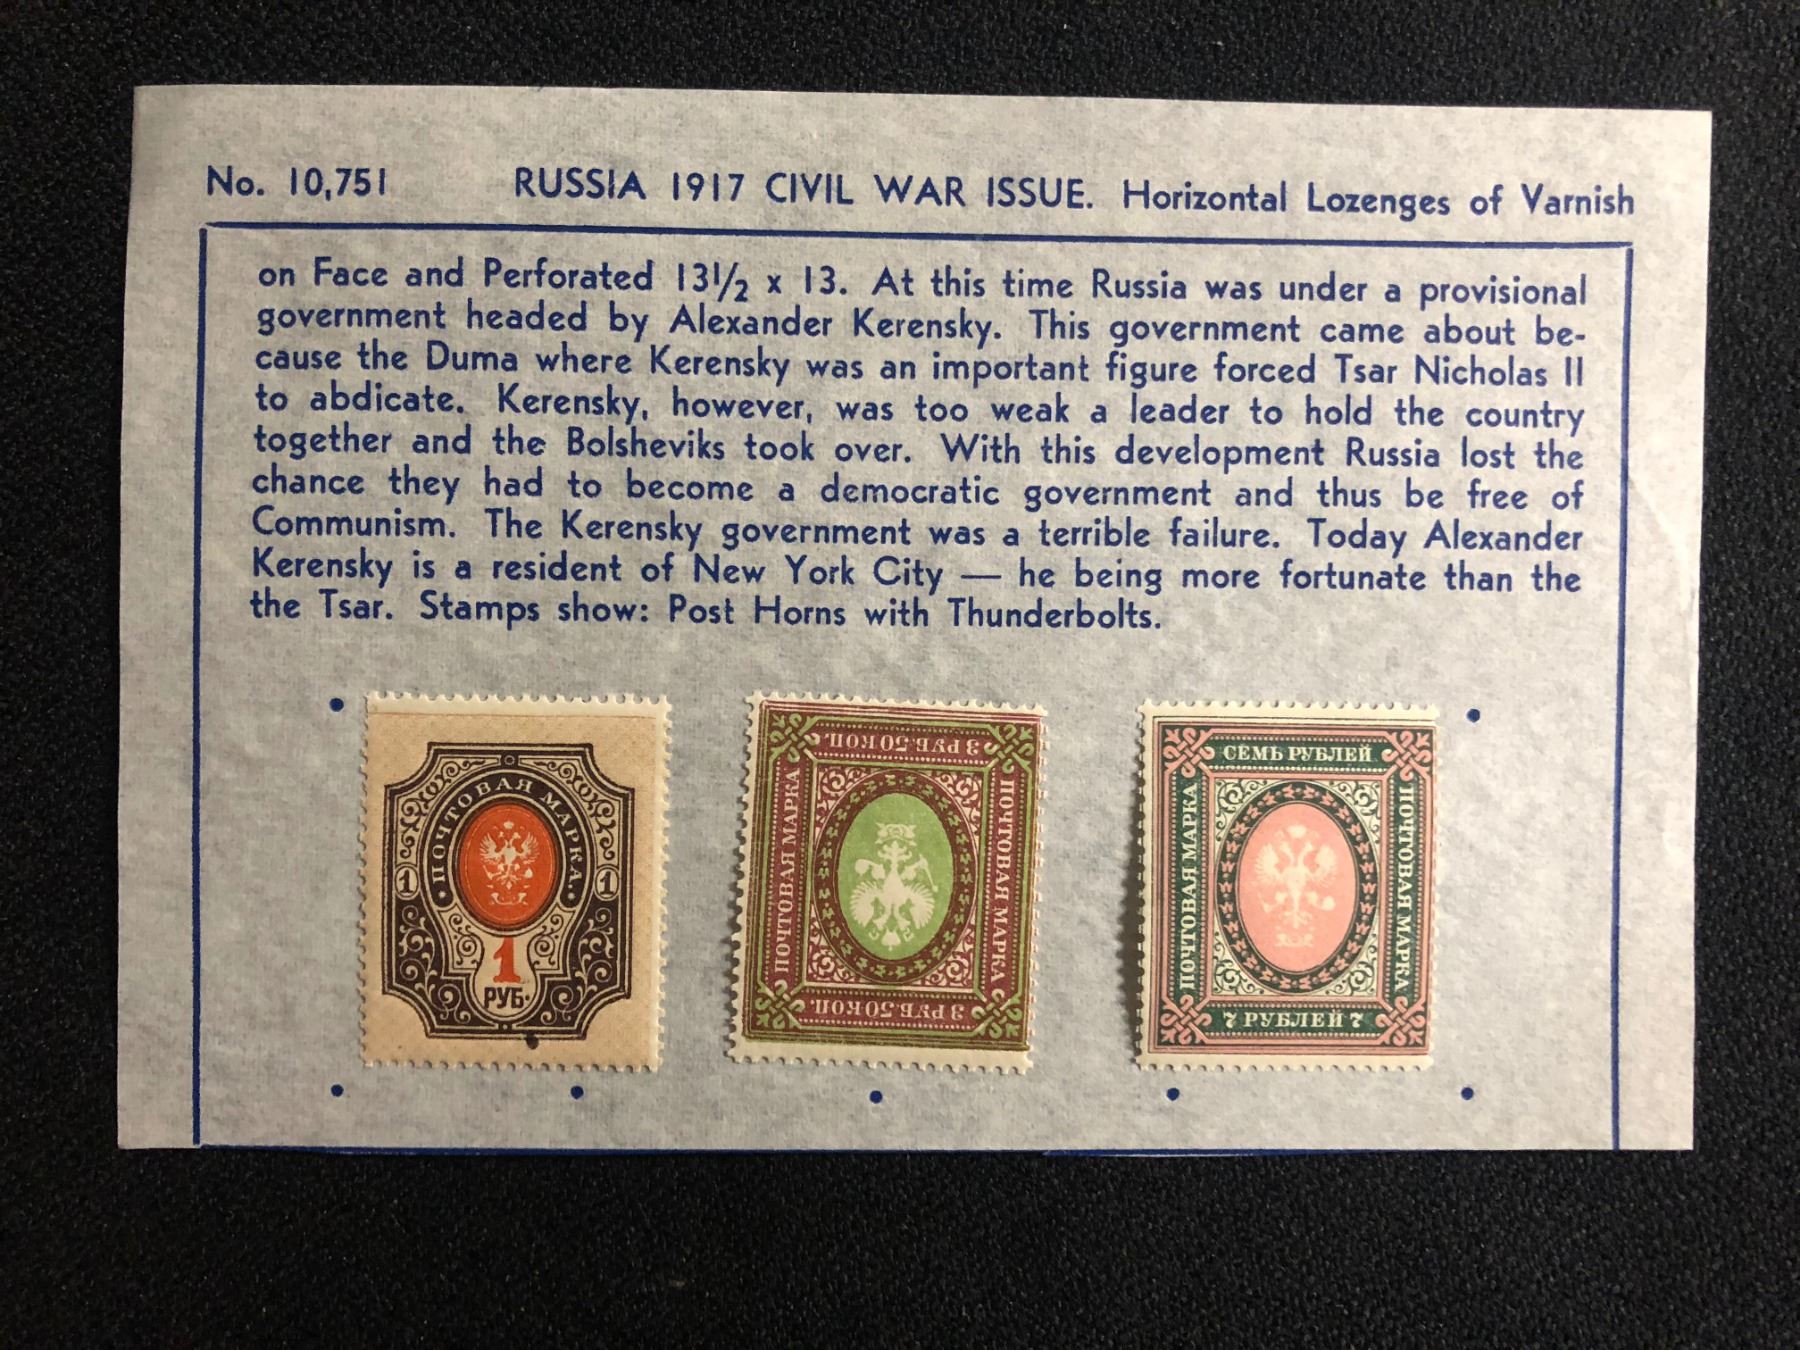 No. 10,751 RUSSIA 1917 CIVIL WAR ISSUE. Horizontal Lozenges of Varnish
on Face and Perforated 13½ x 13. At this time Russia was under a provisional
government headed by Alexander Kerensky. This government came about be-
cause the Duma where Kerensky was an important figure forced Tsar Nicholas II
to abdicate. Kerensky, however, was too weak a leader to hold the country
together and the Bolsheviks took over. With this development Russia lost the
chance they had to become a democratic government and thus be free of
Communism. The Kerensky government was a terrible failure. Today Alexander
Kerensky is a resident of New York City — he being more fortunate than the
the Tsar. Stamps show: Post Horns with Thunderbolts.
ПОЧТОВАЯ МАРКА.
1 1
1
РУБ.
3 РУБ. 50 КОП.
ПОЧТОВАЯ МАРКА
ПОЧТОВАЯ МАРКА
3 РУБ. 50 КОП.
СЕМЬ РУБЛЕЙ
ПОЧТОВАЯ МАРКА
ПОЧТОВАЯ МАРКА
7 РУБЛЕЙ 7